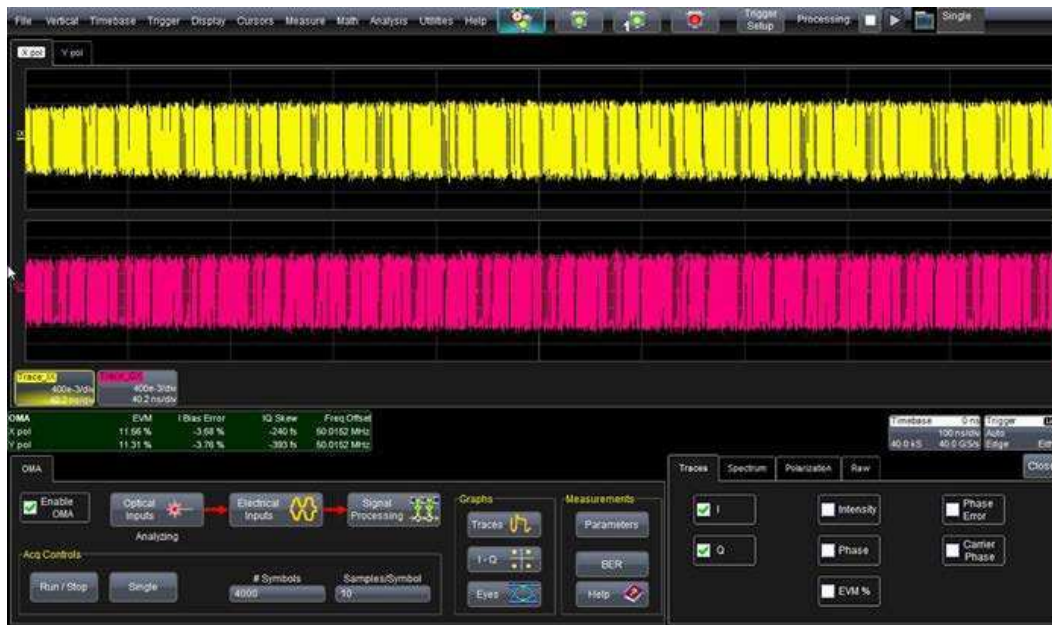 File Vertical Timebase Trigger Display Cursors Measure Math Analysis Utilities Help 1 Trigger Setup Processing: Single
X pol Y pol
Trace_IX
400e-3/div
40.2 ns/div
400e-3/div
40.2 ns/div
OMA EVM I Bias Error IQ Skew Freq Offset
X pol 11.56 % -3.68 % -240 fs 50.0152 MHz
Y pol 11.31 % -3.76 % -393 fs 50.0152 MHz
Timebase 0 ns Trigger
100 ns/div Auto
40.0 kS 40.0 GS/s Edge
OMA
Enable OMA
Optical Inputs
Electrical Inputs
Signal Processing
Analyzing
Acq Controls
Run / Stop
Single
# Symbols
4000
Samples/Symbol
10
Graphs
Traces
I - Q
Eyes
Measurements
Parameters
BER
Help
Traces Spectrum Polarization Raw Close
I Intensity Phase Error
Q Phase Carrier Phase
EVM %